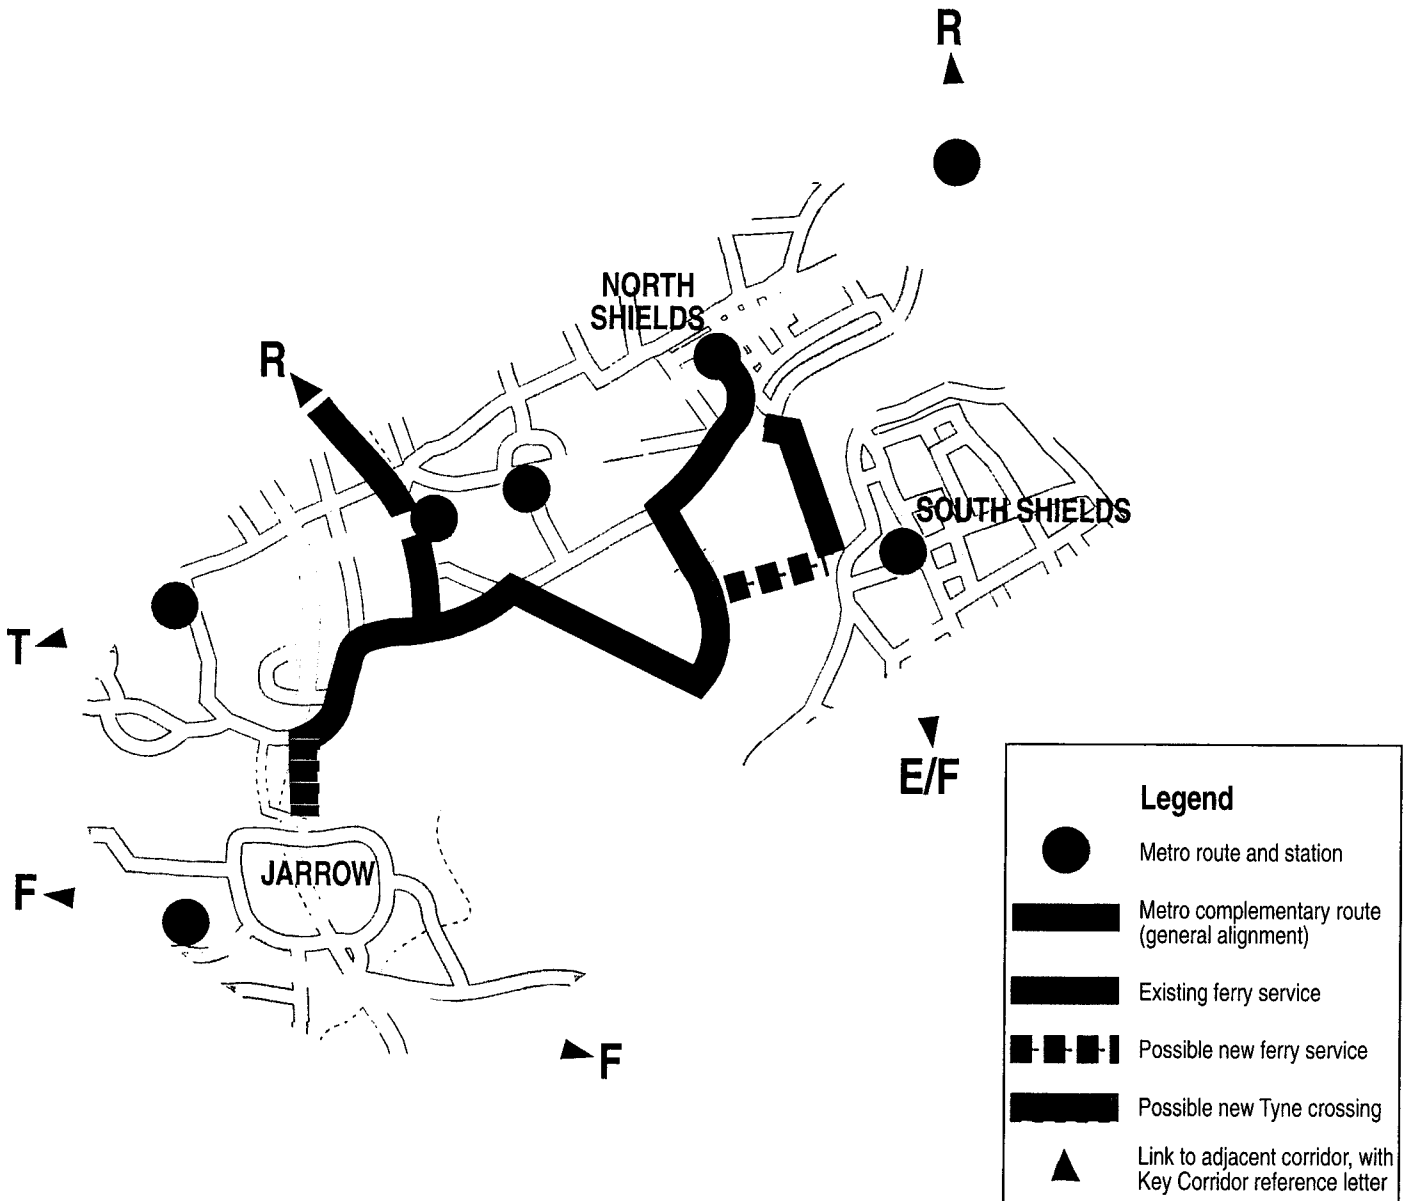 R
NORTH
SHIELDS
R
SOUTH SHIELDS
T
E/F
JARROW
F
F
Legend
Metro route and station
Metro complementary route
(general alignment)
Existing ferry service
Possible new ferry service
Possible new Tyne crossing
Link to adjacent corridor, with
Key Corridor reference letter